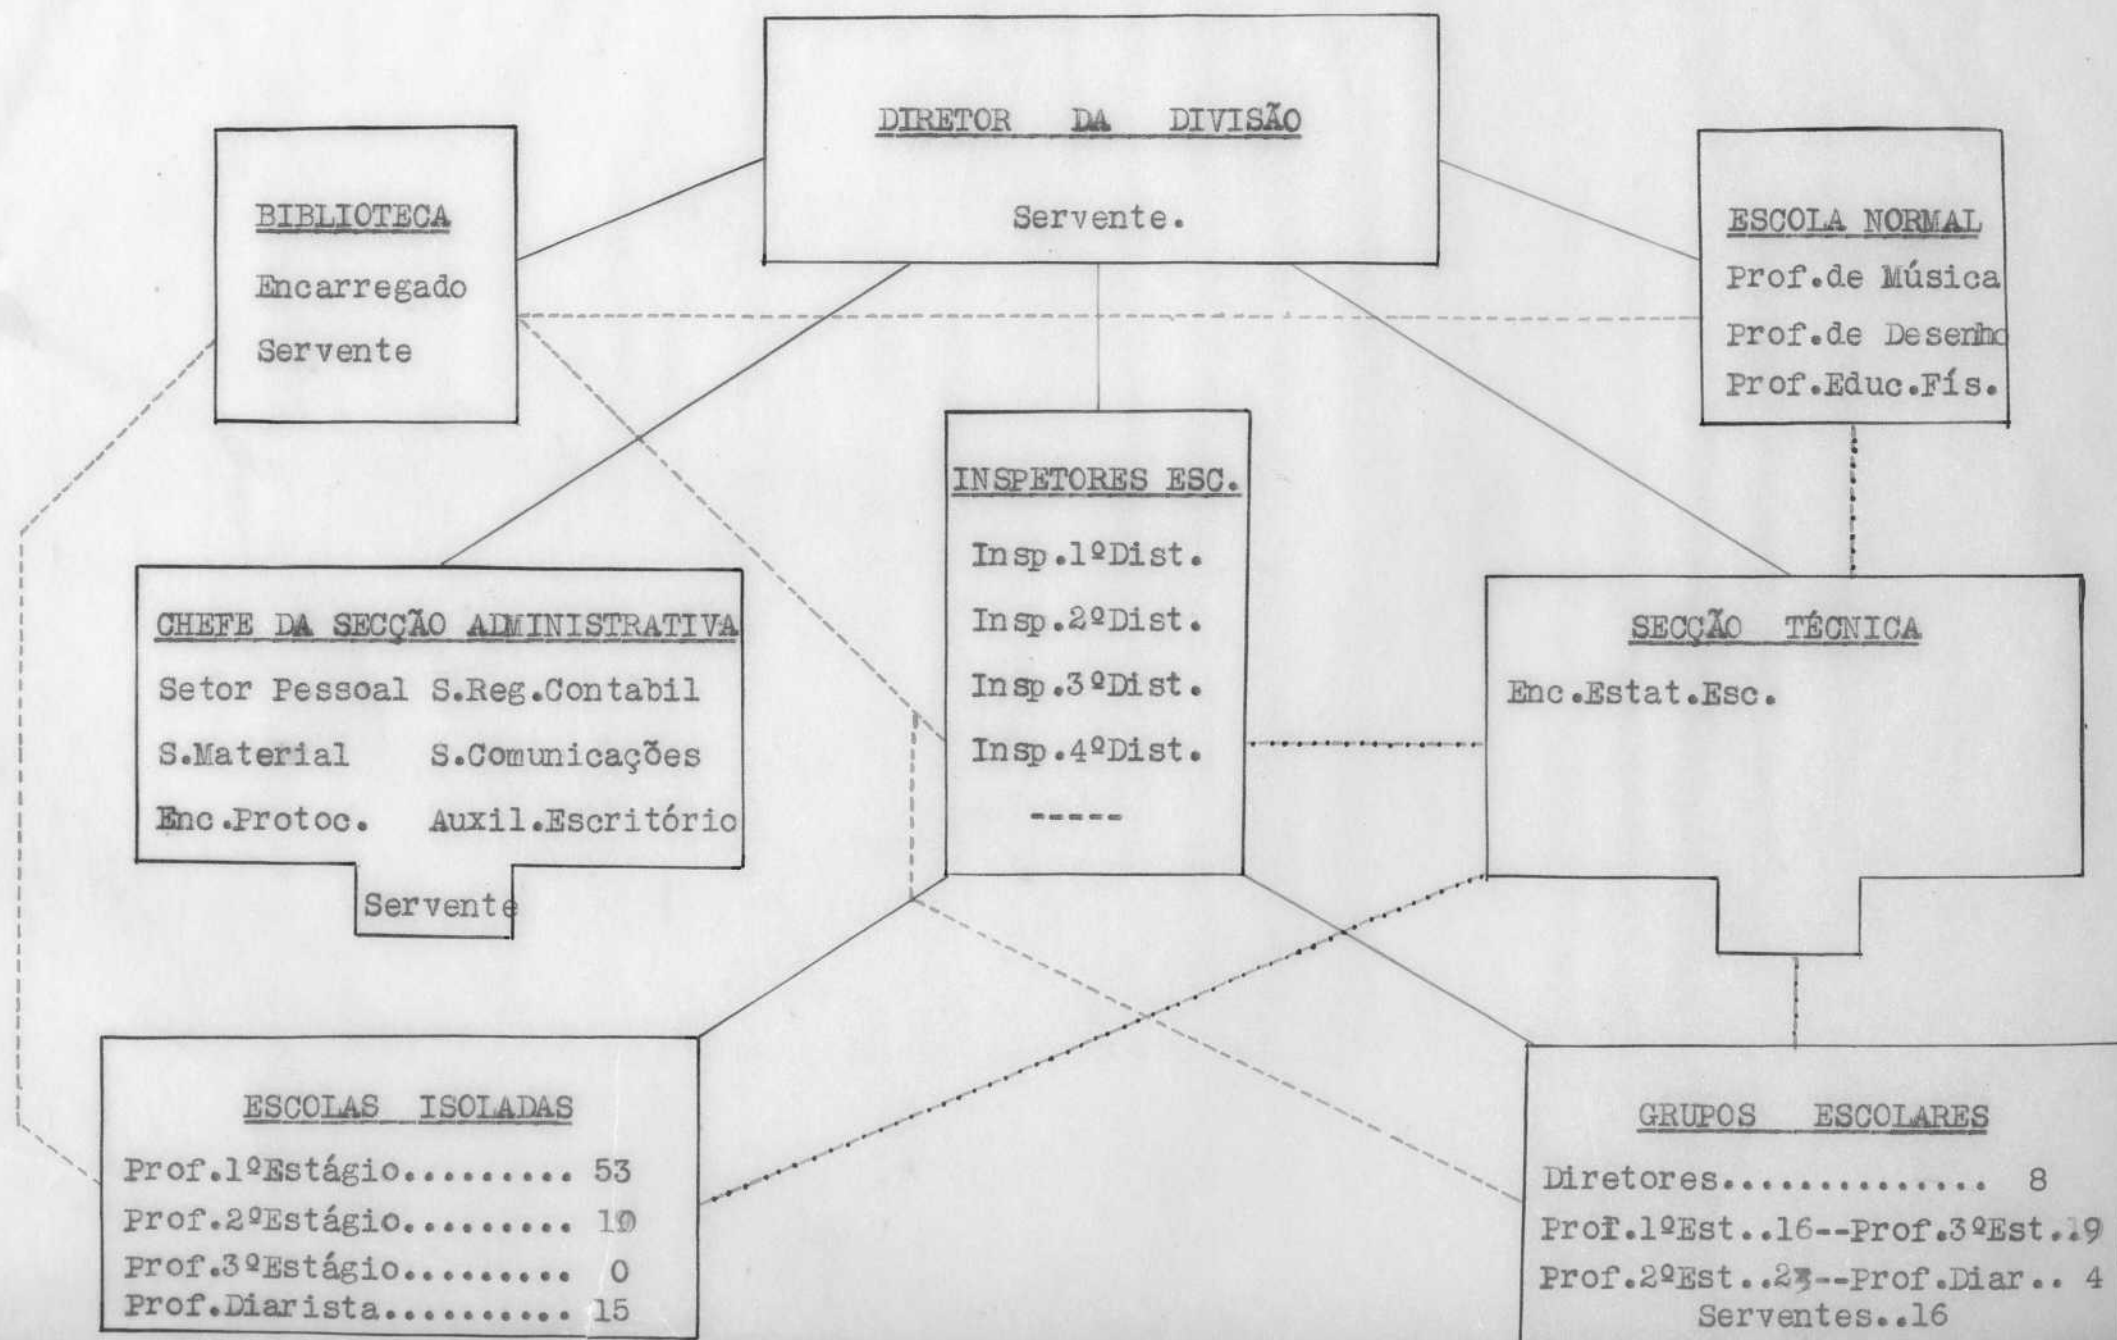 DIRETOR DA DIVISÃO
Servente.
BIBLIOTECA
Encarregado
Servente
ESCOLA NORMAL
Prof.de Música
Prof.de Desenho
Prof.Educ.Fís.
INSPETORES ESC.
Insp.1ºDist.
Insp.2ºDist.
Insp.3ºDist.
Insp.4ºDist.
-----
CHEFE DA SECÇÃO ADMINISTRATIVA
Setor Pessoal S.Reg.Contabil
S.Material S.Comunicações
Enc.Protoc. Auxil.Escritório
Servente
SECÇÃO TÉCNICA
Enc.Estat.Esc.
ESCOLAS ISOLADAS
Prof.1ºEstágio......... 53
Prof.2ºEstágio.........
Prof.3ºEstágio......... 0
Prof.Diarista.......... 15
GRUPOS ESCOLARES
Diretores.............. 8
Prof.1ºEst..16--Prof.3ºEst.19
Prof.2ºEst..--Prof.Diar.. 4
Serventes..16